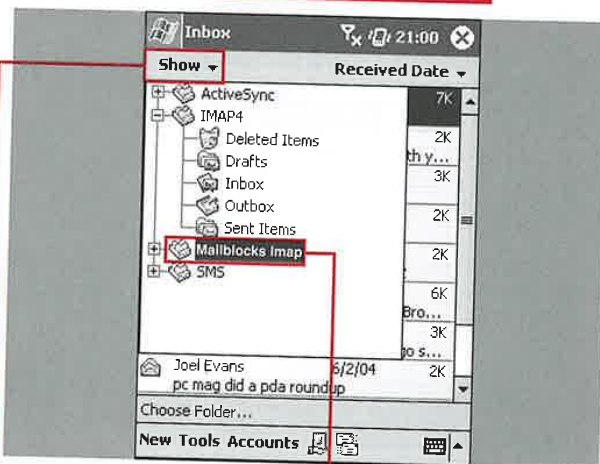 Inbox 21:00
Show Received Date
ActiveSync 7K
IMAP4
Deleted Items 2K
Drafts th y...
Inbox 3K
Outbox 2K
Sent Items
Mailblocks Imap 2K
SMS
6K
Bro...
3K
go s...
Joel Evans 6/2/04 2K
pc mag did a pda roundup
Choose Folder...
New Tools Accounts